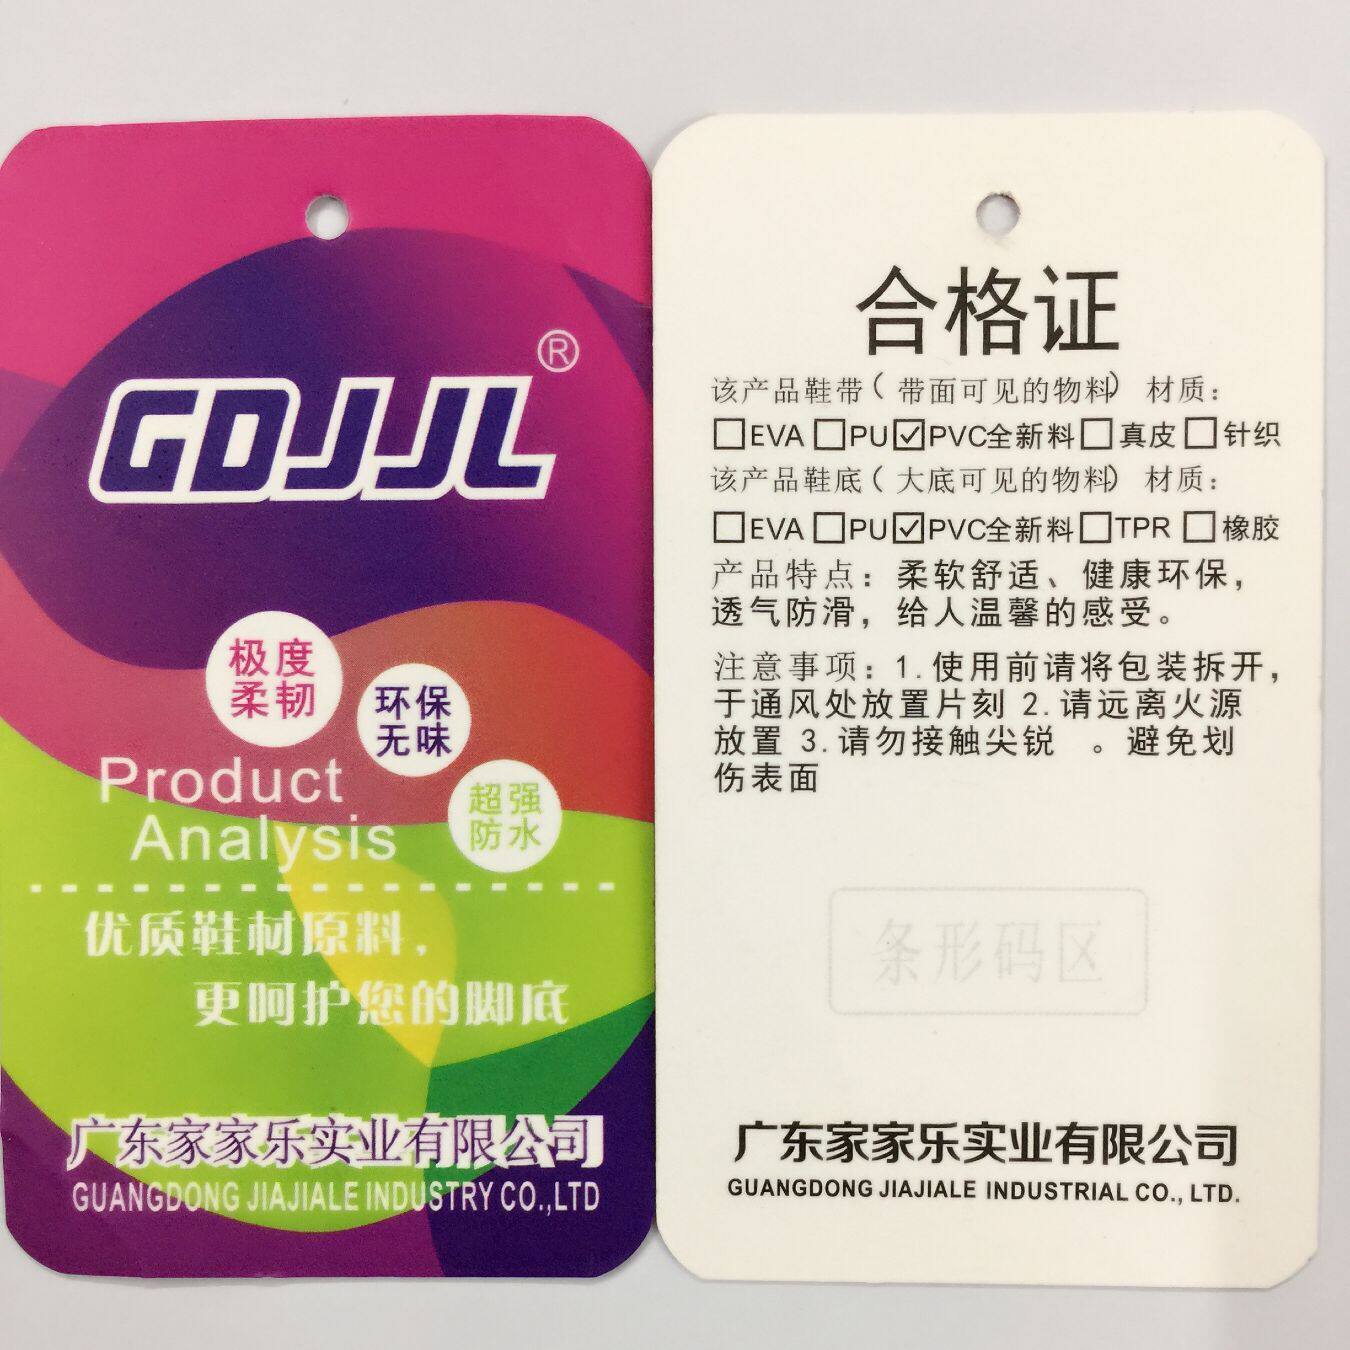 GDJJL®
极度
柔韧
环保
无味
超强
防水
Product
Analysis
优质鞋材原料，
更呵护您的脚底
广东家家乐实业有限公司
GUANGDONG JIAJIALE INDUSTRY CO.,LTD
合格证
该产品鞋带（带面可见的物料）材质：
□EVA □PU☑PVC全新料□真皮□针织
该产品鞋底（大底可见的物料）材质：
□EVA □PU☑PVC全新料□TPR □橡胶
产品特点：柔软舒适、健康环保，
透气防滑，给人温馨的感受。
注意事项：1.使用前请将包装拆开，
于通风处放置片刻 2.请远离火源
放置 3.请勿接触尖锐 。避免划
伤表面
条形码区
广东家家乐实业有限公司
GUANGDONG JIAJIALE INDUSTRIAL CO., LTD.